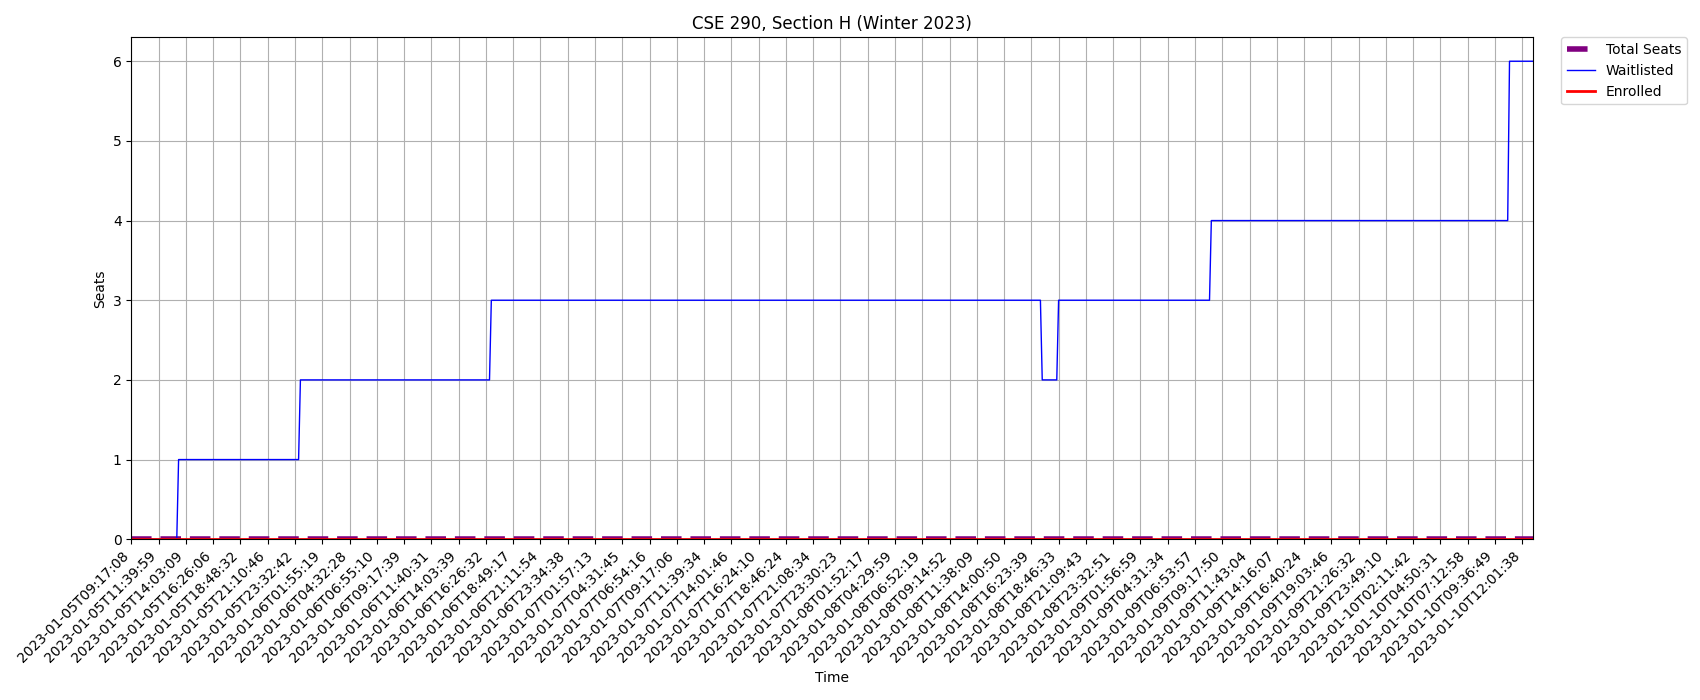 CSE 290, Section H (Winter 2023)
Total Seats
Waitlisted
Enrolled
6
5
4
3
2
1
0
Seats
2023-01-05T09:17:08
2023-01-05T11:39:59
2023-01-05T14:03:09
2023-01-05T16:26:06
2023-01-05T18:48:32
2023-01-05T21:10:46
2023-01-05T23:32:42
2023-01-06T01:55:19
2023-01-06T04:32:28
2023-01-06T06:55:10
2023-01-06T09:17:39
2023-01-06T11:40:31
2023-01-06T14:03:39
2023-01-06T16:26:32
2023-01-06T18:49:17
2023-01-06T21:11:54
2023-01-06T23:34:38
2023-01-07T01:57:13
2023-01-07T04:31:45
2023-01-07T06:54:16
2023-01-07T09:17:06
2023-01-07T11:39:34
2023-01-07T14:01:46
2023-01-07T16:24:10
2023-01-07T18:46:24
2023-01-07T21:08:34
2023-01-07T23:30:23
2023-01-08T01:52:17
2023-01-08T04:29:59
2023-01-08T06:52:19
2023-01-08T09:14:52
2023-01-08T11:38:09
2023-01-08T14:00:50
2023-01-08T16:23:39
2023-01-08T18:46:33
2023-01-08T21:09:43
2023-01-08T23:32:51
2023-01-09T01:56:59
2023-01-09T04:31:34
2023-01-09T06:53:57
2023-01-09T09:17:50
2023-01-09T11:43:04
2023-01-09T14:16:07
2023-01-09T16:40:24
2023-01-09T19:03:46
2023-01-09T21:26:32
2023-01-09T23:49:10
2023-01-10T02:11:42
2023-01-10T04:50:31
2023-01-10T07:12:58
2023-01-10T09:36:49
2023-01-10T12:01:38
Time